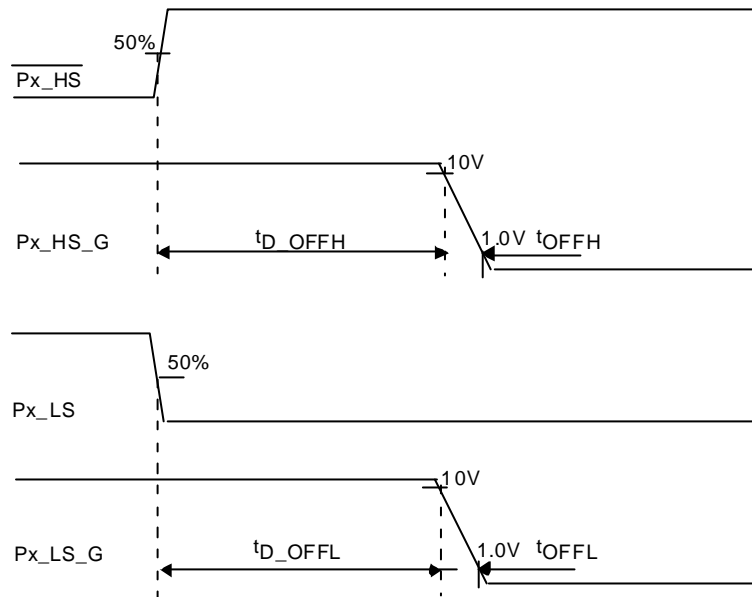 50%
Px_HS
10V
Px_HS_G
tD_OFFH
1.0V tOFFH
50%
Px_LS
10V
Px_LS_G
tD_OFFL
1.0V tOFFL